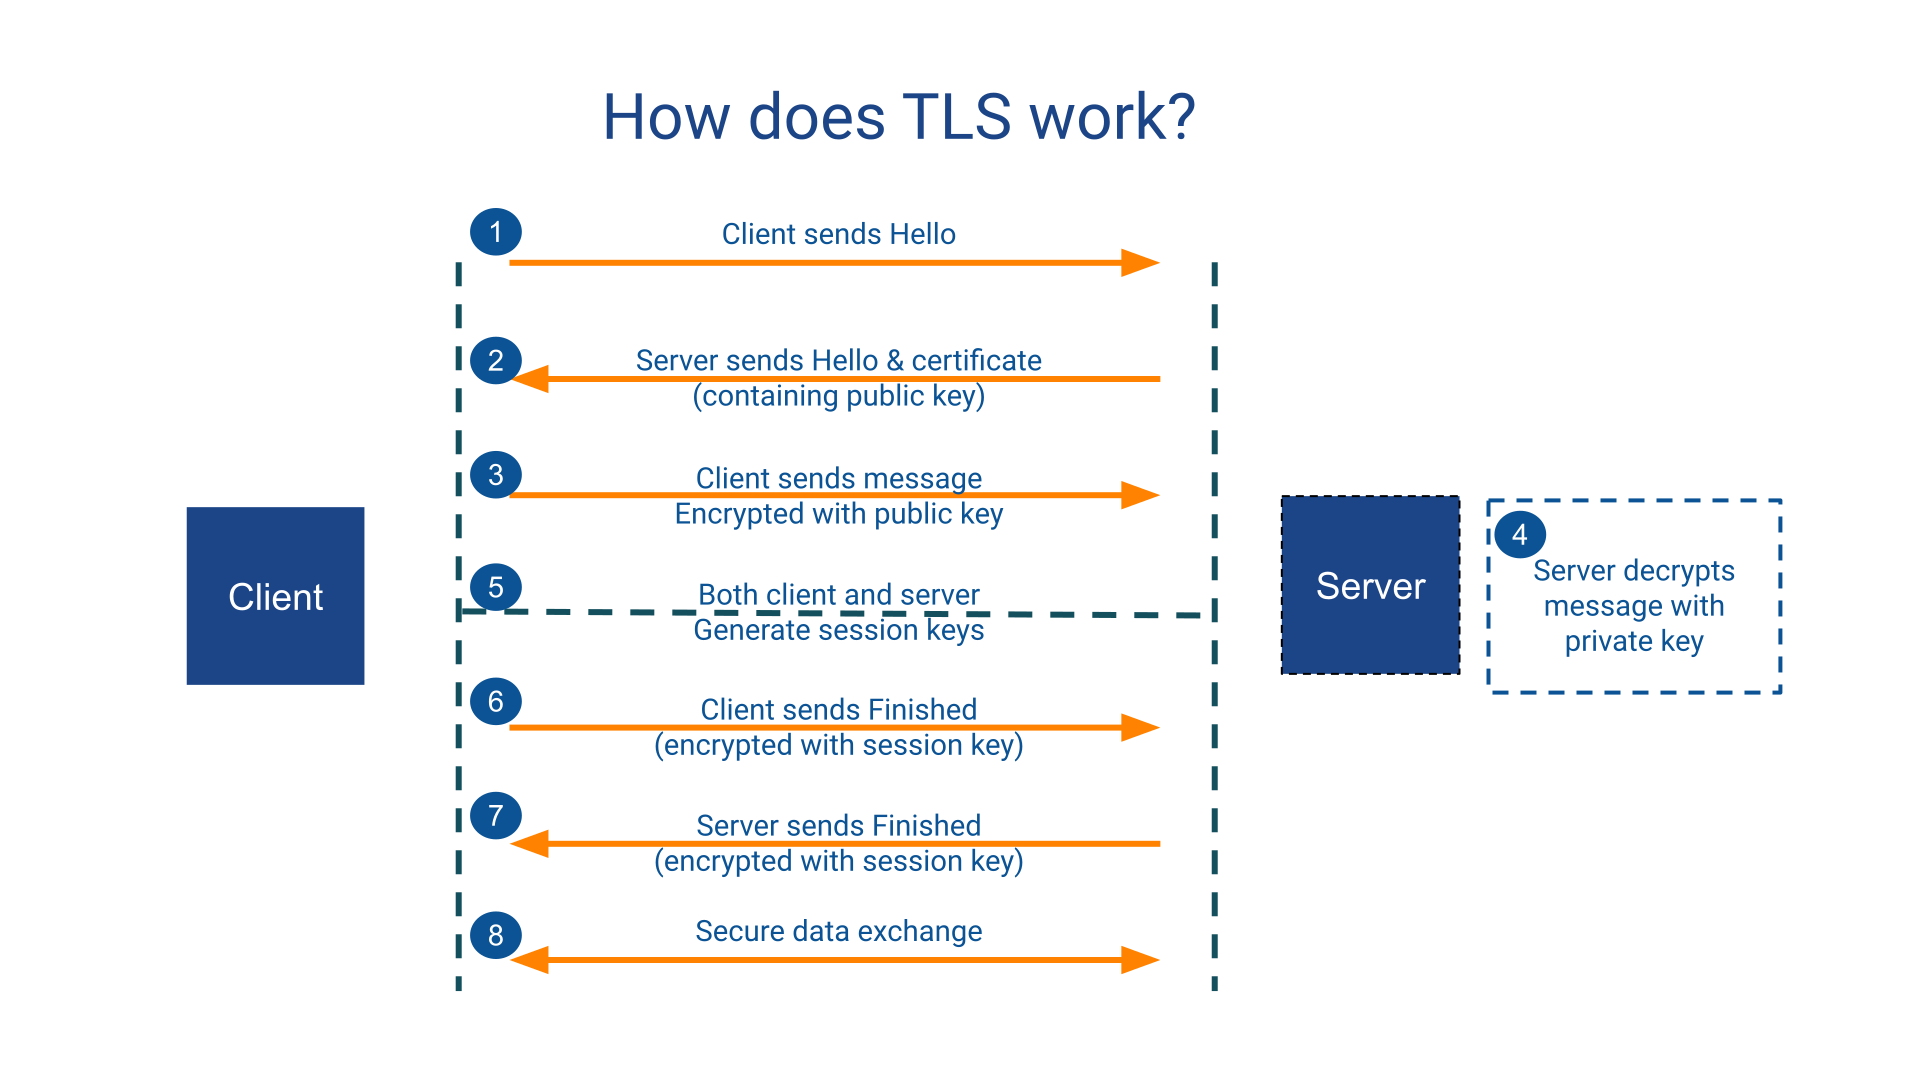 How does TLS work?
1
Client sends Hello
2
Server sends Hello & certificate
(containing public key)
3
Client sends message
Encrypted with public key
Client
Server
4
Server decrypts
message with
private key
5
Both client and server
Generate session keys
6
Client sends Finished
(encrypted with session key)
7
Server sends Finished
(encrypted with session key)
8
Secure data exchange